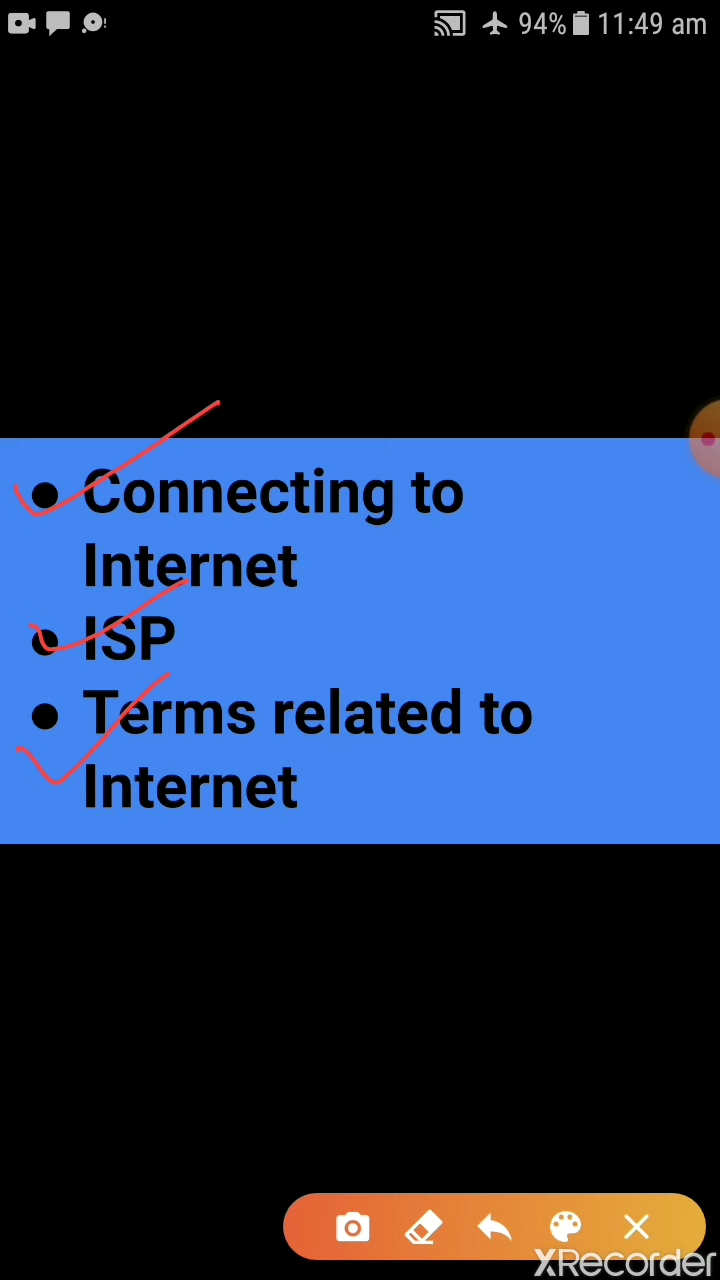 94% 11:49 am
● Connecting to
Internet
● ISP
● Terms related to
Internet
XRecorder